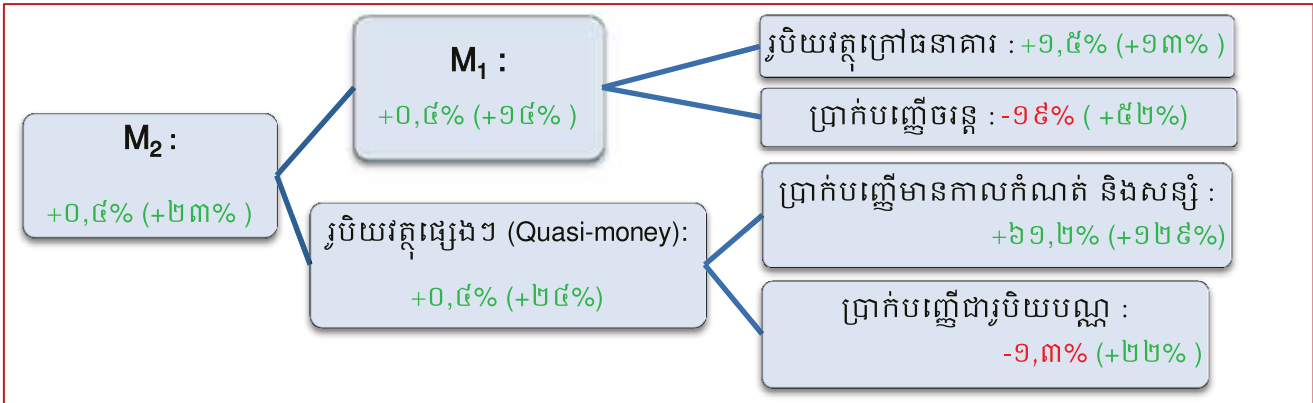 M2 :
+០,៤% (+២៣% )
M1 :
+០,៤% (+១៤% )
រូបិយវត្ថុផ្សេងៗ (Quasi-money):
+០,៤% (+២៤%)
រូបិយវត្ថុក្រៅធនាគារ : +១,៥% (+១៣% )
ប្រាក់បញ្ញើចរន្ត : -១៩% ( +៥២%)
ប្រាក់បញ្ញើមានកាលកំណត់ និងសន្សំ :
+៦១,២% (+១២៩%)
ប្រាក់បញ្ញើជារូបិយបណ្ណ :
-១,៣% (+២២% )